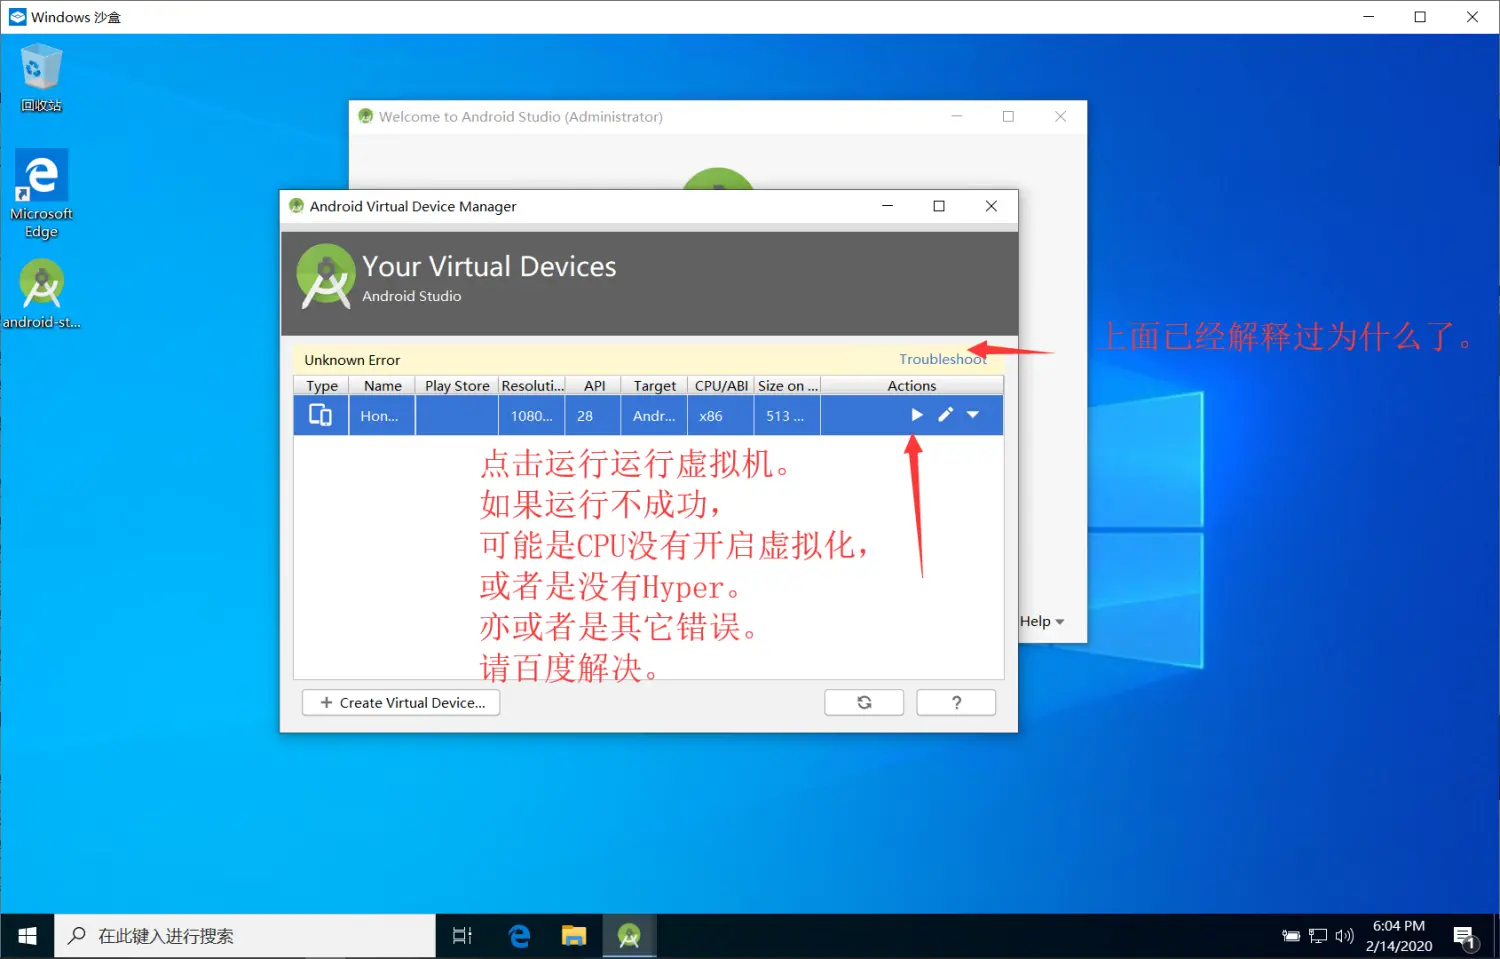 Windows 沙盒
回收站
Microsoft
Edge
android-st...
Welcome to Android Studio (Administrator)
Android Virtual Device Manager
Your Virtual Devices
Android Studio
Unknown Error
Troubleshoot
上面已经解释过为什么了。
Type Name Play Store Resoluti... API Target CPU/ABI Size on ... Actions
Hon... 1080... 28 Andr... x86 513 ...
点击运行运行虚拟机。
如果运行不成功，
可能是CPU没有开启虚拟化，
或者是没有Hyper。
亦或者是其它错误。
请百度解决。
Help
+ Create Virtual Device...
?
在此键入进行搜索
6:04 PM
2/14/2020
1